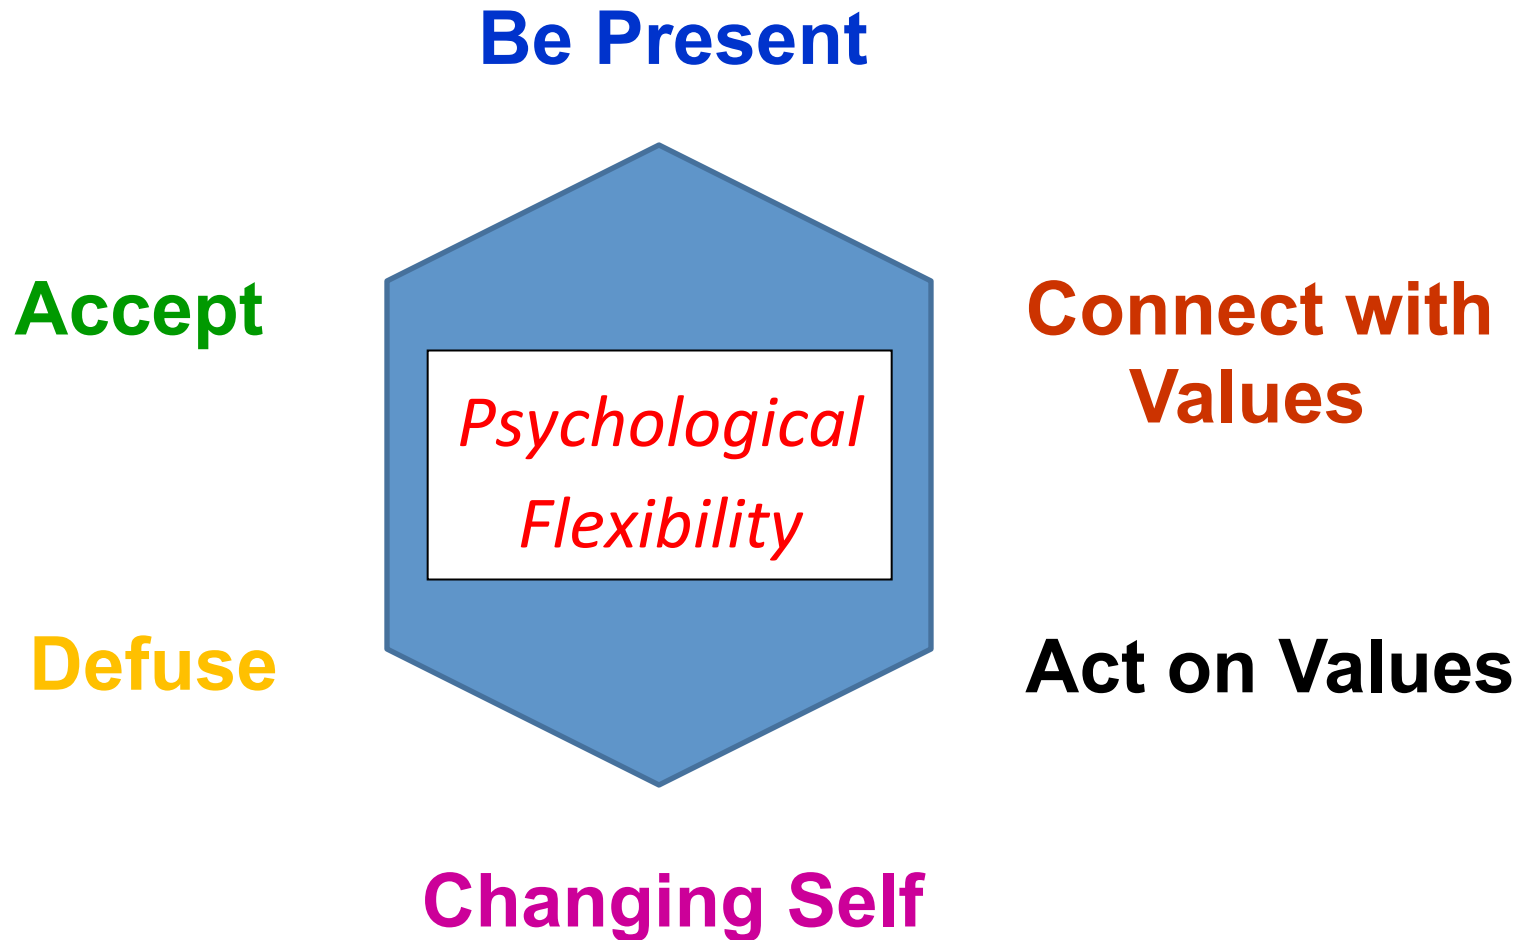 Be Present
Accept
Connect with
Values
Psychological
Flexibility
Defuse
Act on Values
Changing Self